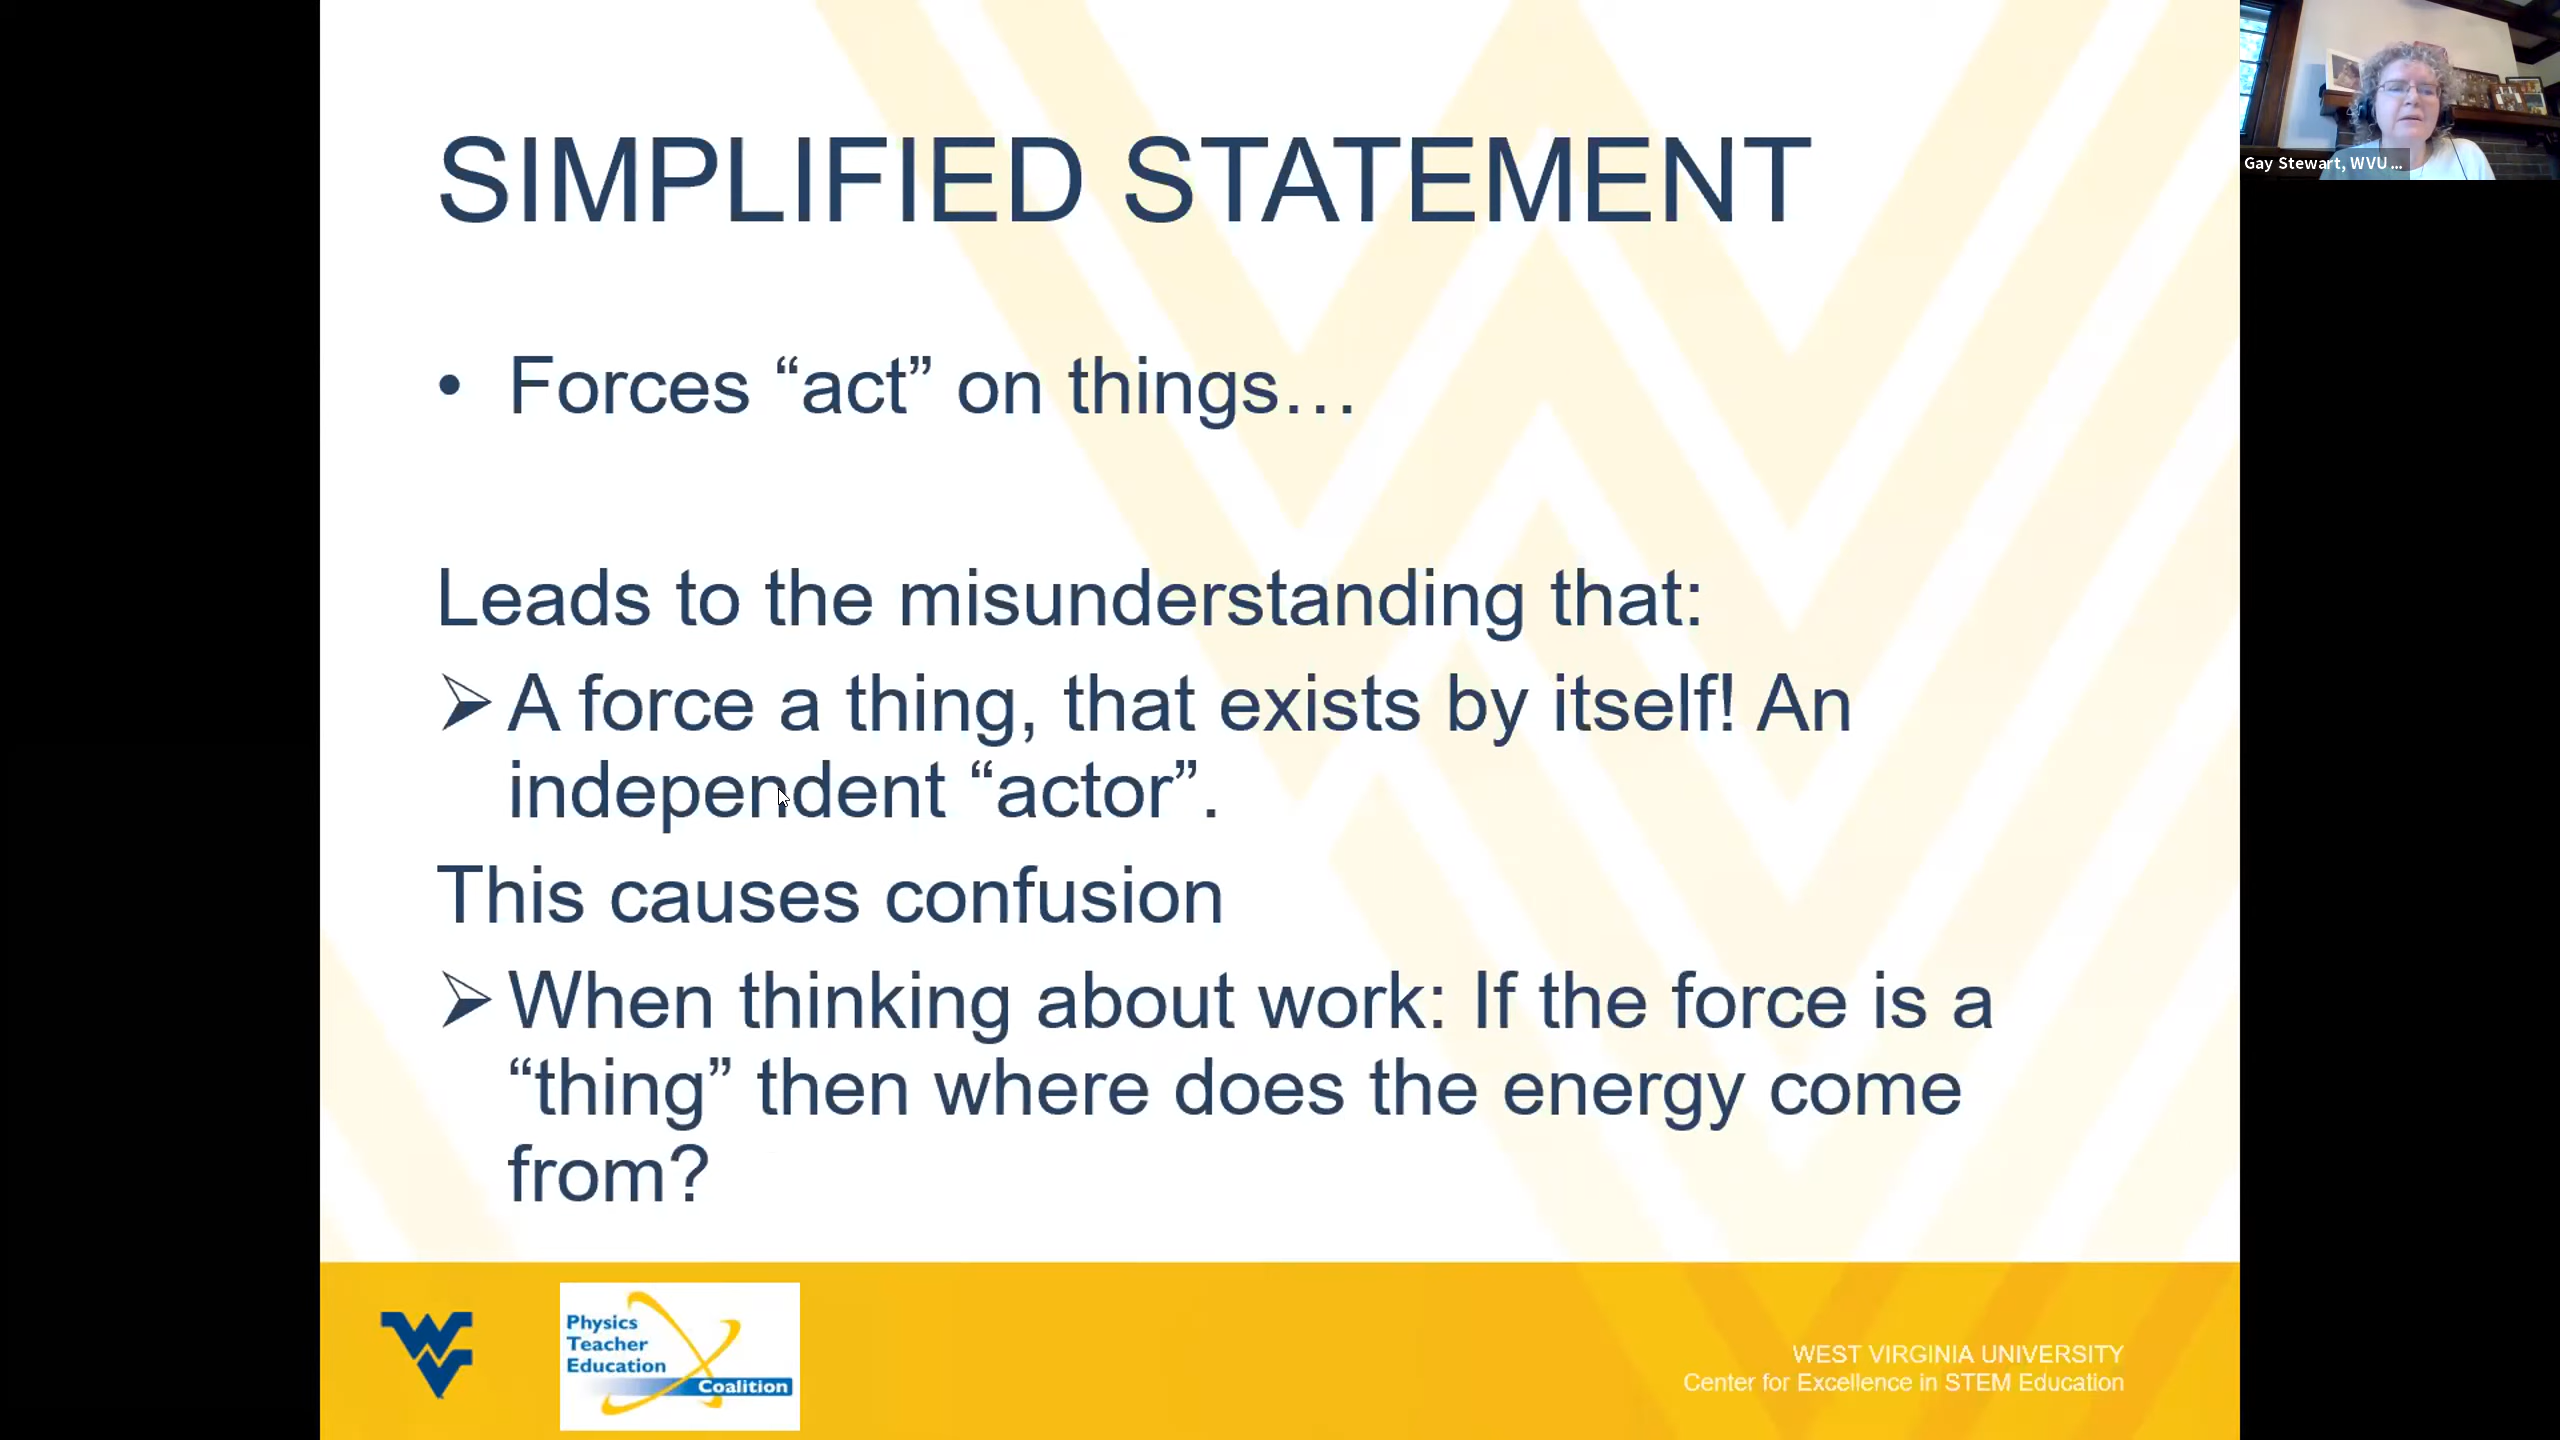 SIMPLIFIED STATEMENT
Gay Stewart, WVU ...
• Forces “act” on things…
Leads to the misunderstanding that:
➢ A force a thing, that exists by itself! An
independent “actor”.
This causes confusion
➢ When thinking about work: If the force is a
“thing” then where does the energy come
from?
WV
Physics
Teacher
Education
Coalition
WEST VIRGINIA UNIVERSITY
Center for Excellence in STEM Education